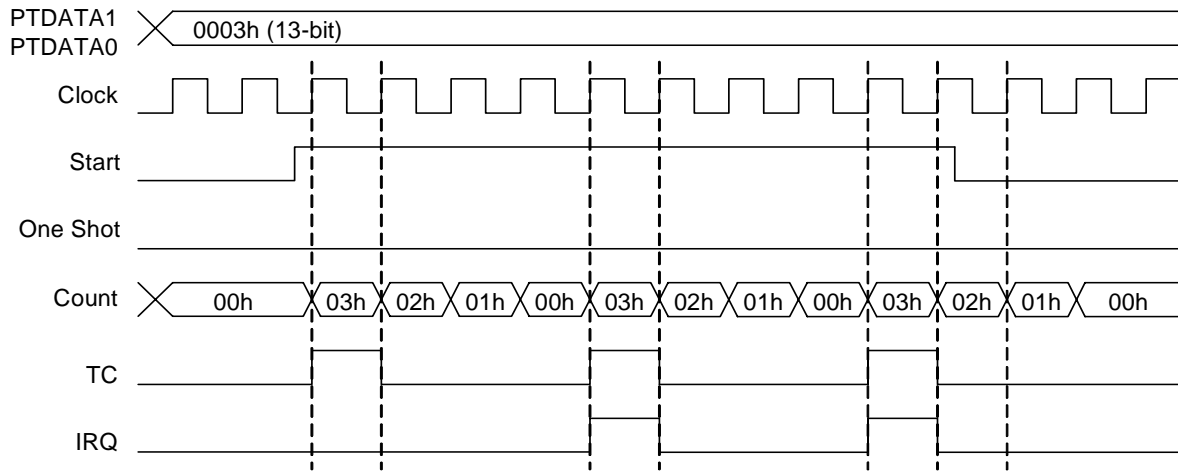 PTDATA1
PTDATA0
0003h (13-bit)
Clock
Start
One Shot
Count 00h 03h 02h 01h 00h 03h 02h 01h 00h 03h 02h 01h 00h
TC
IRQ